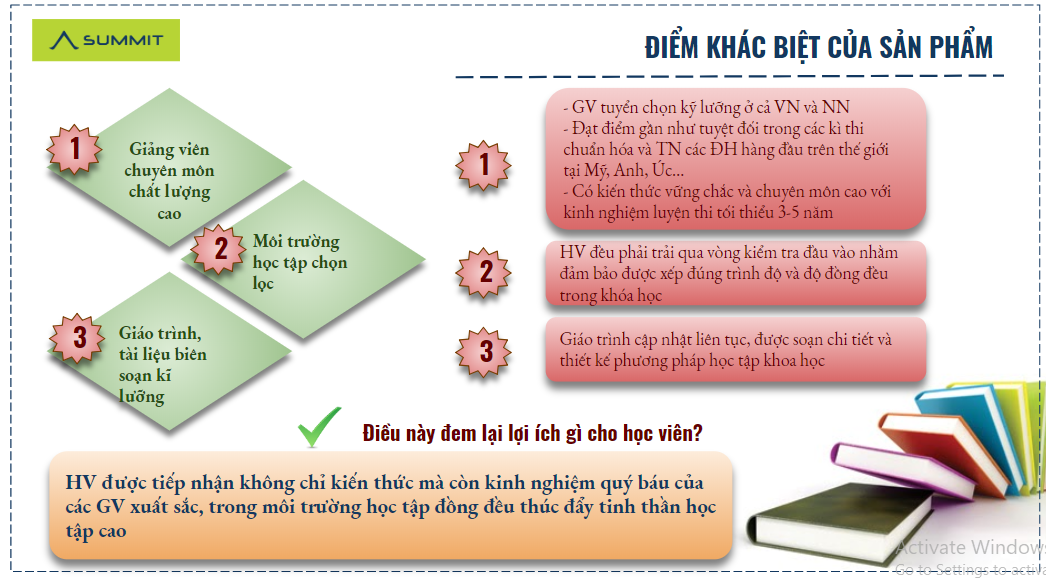 SUMMIT
ĐIỂM KHÁC BIỆT CỦA SẢN PHẨM
1
Giảng viên
chuyên môn
chất lượng
cao
2
Môi trường
học tập chọn
lọc
3
Giáo trình,
tài liệu biên
soạn kĩ
lưỡng
1
- GV tuyển chọn kỹ lưỡng ở cả VN và NN
- Đạt điểm gần như tuyệt đối trong các kì thi
chuẩn hóa và TN các ĐH hàng đầu trên thế giới
tại Mỹ, Anh, Úc...
- Có kiến thức vững chắc và chuyên môn cao với
kinh nghiệm luyện thi tối thiểu 3-5 năm
2
HV đều phải trải qua vòng kiểm tra đầu vào nhằm
đảm bảo được xếp đúng trình độ và độ đồng đều
trong khóa học
3
Giáo trình cập nhật liên tục, được soạn chi tiết và
thiết kế phương pháp học tập khoa học
Điều này đem lại lợi ích gì cho học viên?
HV được tiếp nhận không chỉ kiến thức mà còn kinh nghiệm quý báu của
các GV xuất sắc, trong môi trường học tập đồng đều thúc đẩy tinh thần học
tập cao
Activate Windows
Go to Settings to activa